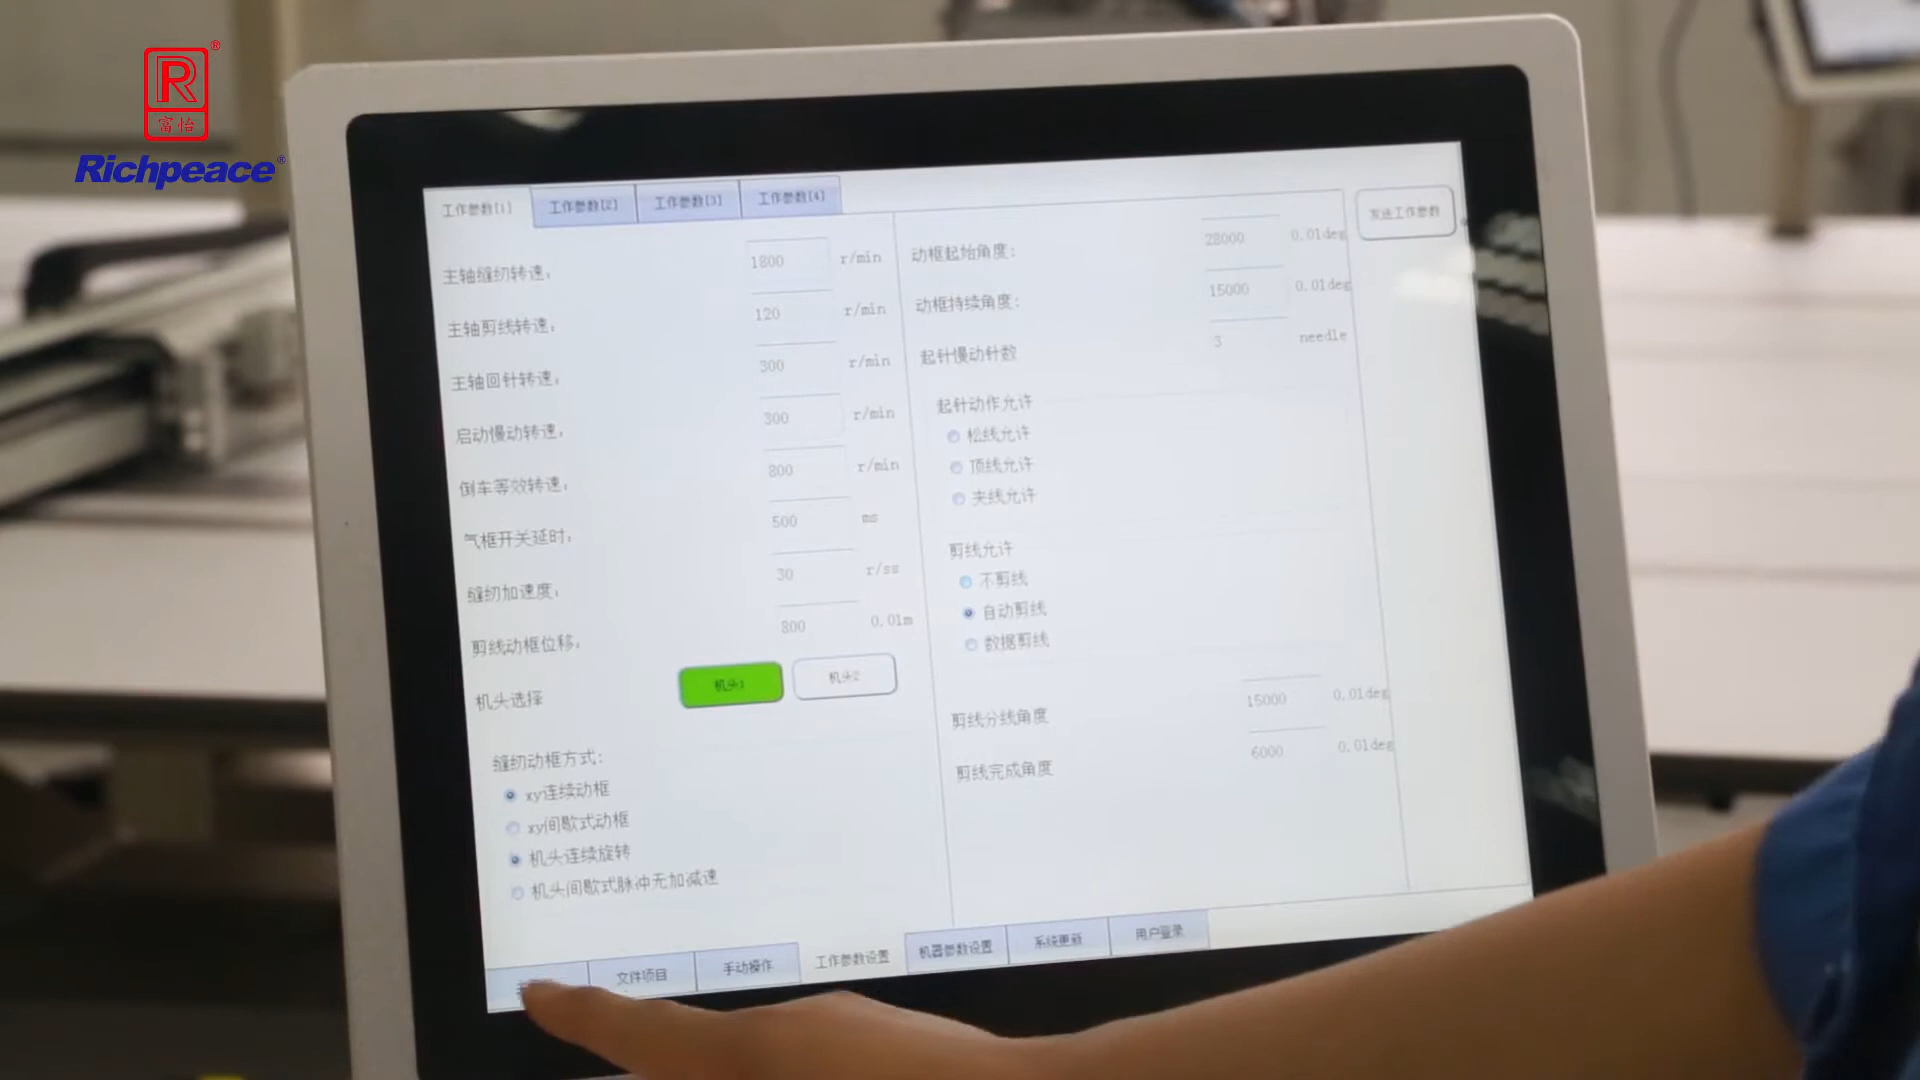 R®
富怡
Richpeace®
工作参数[1] 工作参数[2] 工作参数[3] 工作参数[4]
发送工作参数
主轴缝纫转速: 1800 r/min
主轴剪线转速: 120 r/min
主轴回针转速: 300 r/min
启动慢动转速: 300 r/min
倒车等效转速: 800 r/min
气框开关延时: 500 ms
缝纫加速度: 30 r/ss
剪线动框位移: 800 0.01m
机头选择 机头1 机头2
缝纫动框方式:
xy连续动框
xy间歇式动框
机头连续旋转
机头间歇式脉冲无加减速
动框起始角度: 28000 0.01deg
动框持续角度: 15000 0.01deg
起针慢动针数 3 needle
起针动作允许
松线允许
顶线允许
夹线允许
剪线允许
不剪线
自动剪线
数据剪线
剪线分线角度 15000 0.01deg
剪线完成角度 6000 0.01deg
文件项目 手动操作 工作参数设置 机器参数设置 系统更新 用户登录